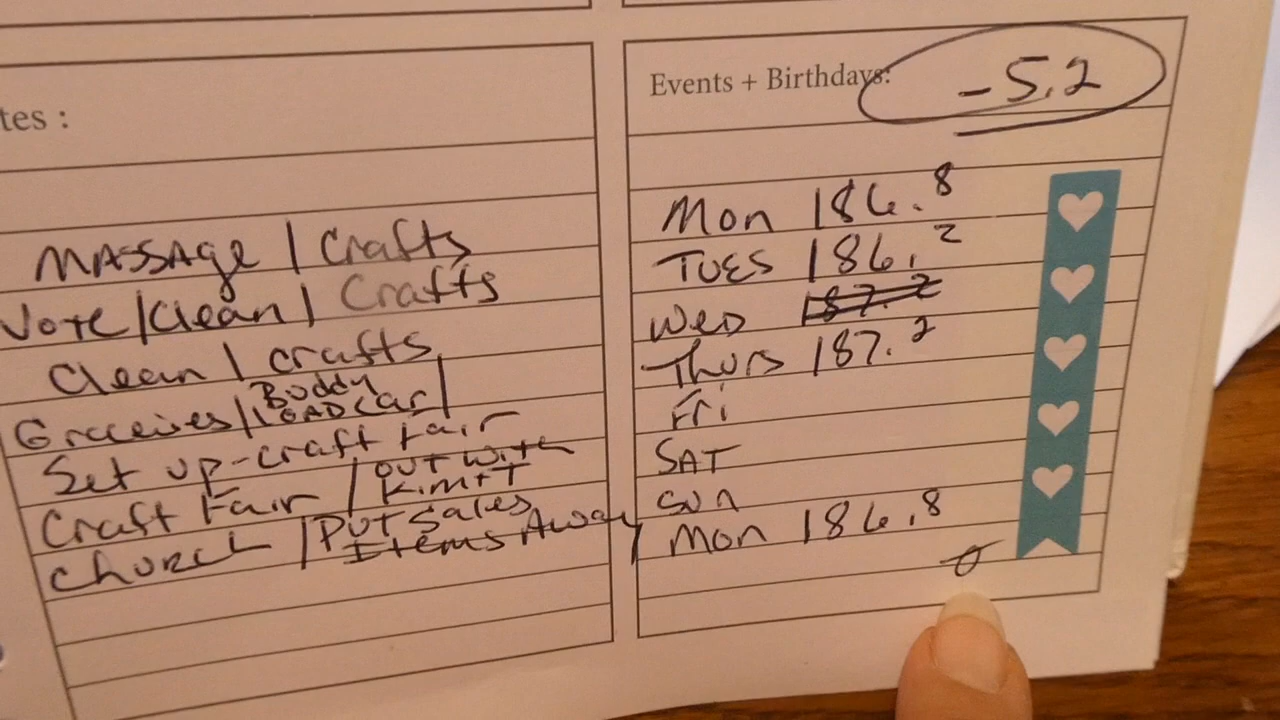 tes :
MASSAge | Crafts
Vote/Clean | Crafts
Clean | crafts
Groceries/ Buddy LOAD car |
Set up-craft fair
Craft Fair / OUT with Kim+T
Church / PUT Sales Items Away
Events + Birthdays:
-5.2
Mon 186.8
TUES 186.2
Wed 187.2
Thurs 187.2
Fri
SAT
SUN
Mon 186.8
0